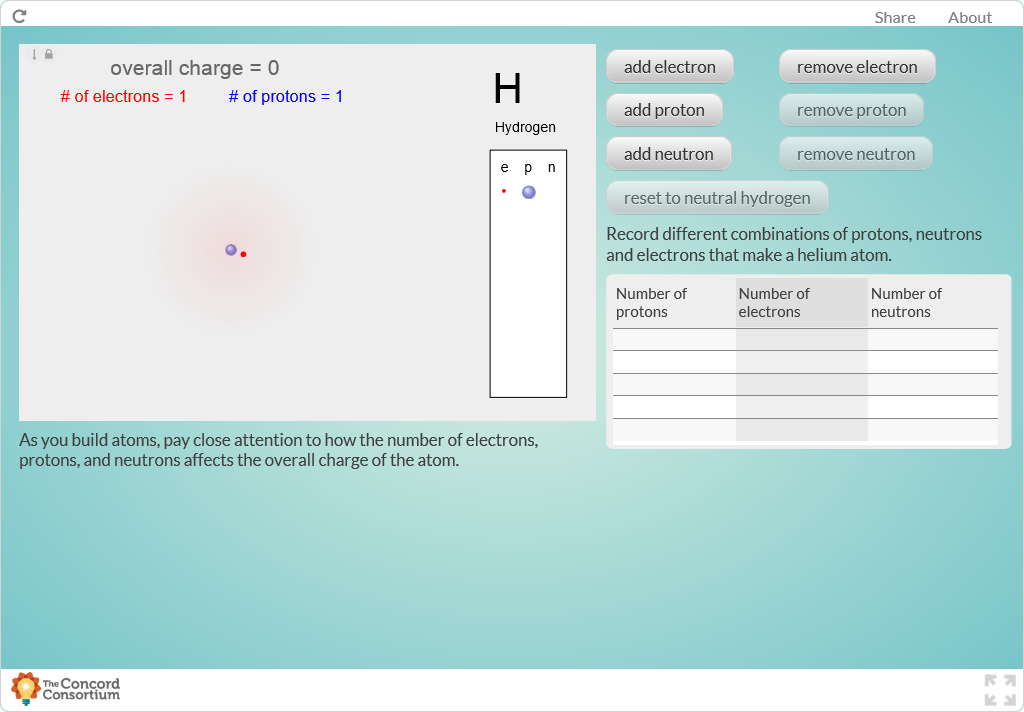 Share About
overall charge = 0
# of electrons = 1 # of protons = 1
H
Hydrogen
e p n
As you build atoms, pay close attention to how the number of electrons,
protons, and neutrons affects the overall charge of the atom.
add electron remove electron
add proton remove proton
add neutron remove neutron
reset to neutral hydrogen
Record different combinations of protons, neutrons
and electrons that make a helium atom.
Number of Number of Number of
protons electrons neutrons
The Concord
Consortium